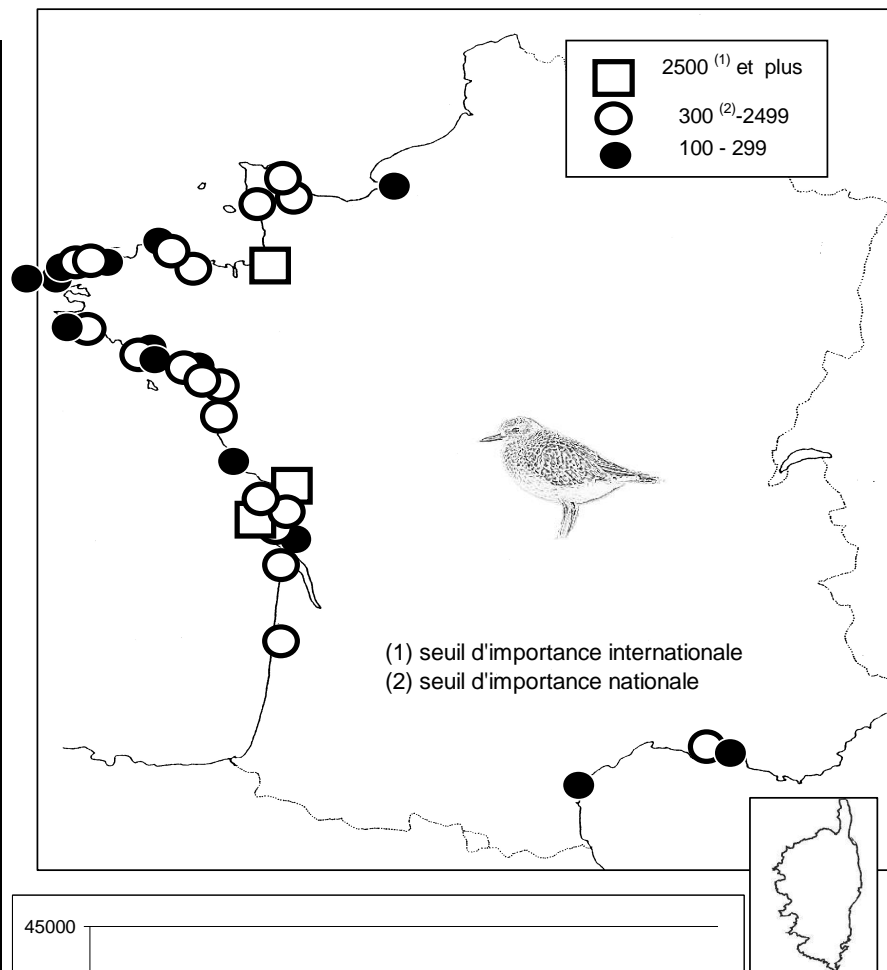 2500 (1) et plus
300 (2)-2499
100 - 299
(1) seuil d'importance internationale
(2) seuil d'importance nationale
45000